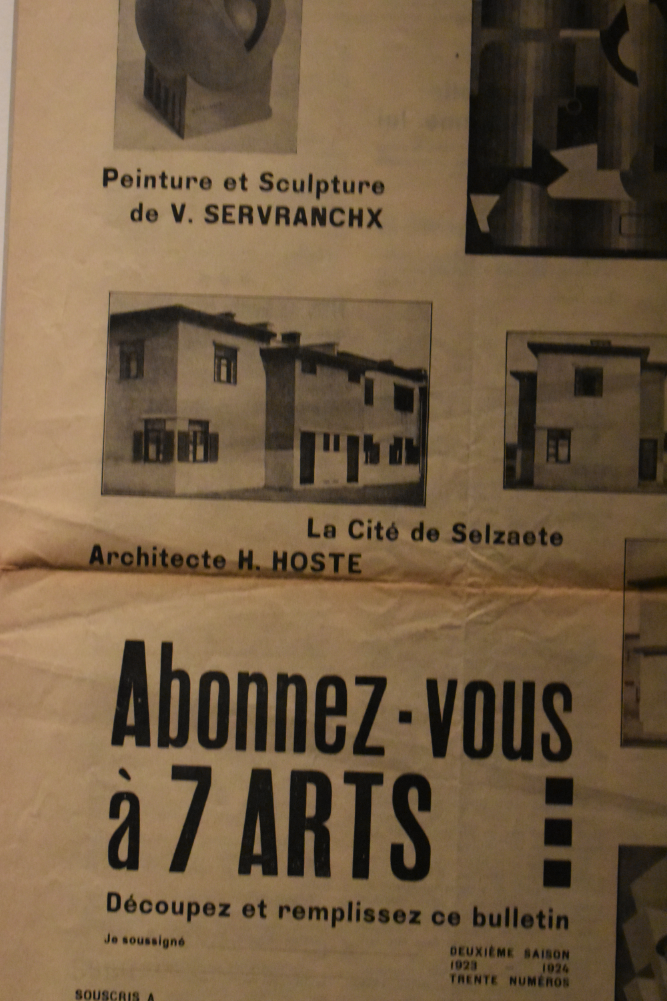 Peinture et Sculpture
de V. SERVRANCHX
La Cité de Selzaete
Architecte H. HOSTE
Abonnez-vous
à 7 ARTS
Découpez et remplissez ce bulletin
Je soussigné
DEUXIÈME SAISON
1923 - 1924
TRENTE NUMÉROS
SOUSCRIS A